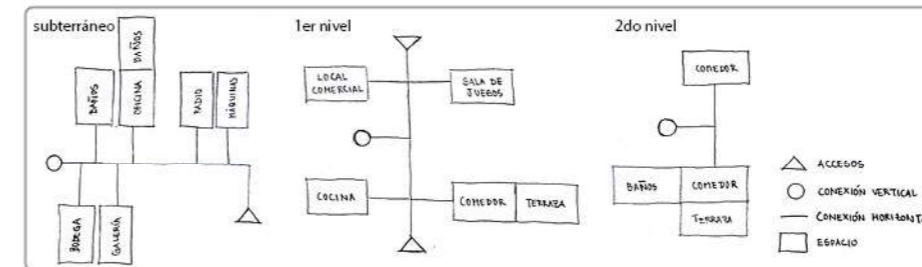 subterráneo
BAÑOS
BAÑOS
OFICINA
RADIO
MÁQUINAS
BODEGA
GALERÍA
1er nivel
LOCAL
COMERCIAL
SALA DE
JUEGOS
COCINA
COMEDOR
TERRAZA
2do nivel
COMEDOR
BAÑOS
COMEDOR
TERRAZA
ACCESOS
CONEXIÓN VERTICAL
CONEXIÓN HORIZONT
ESPACIO